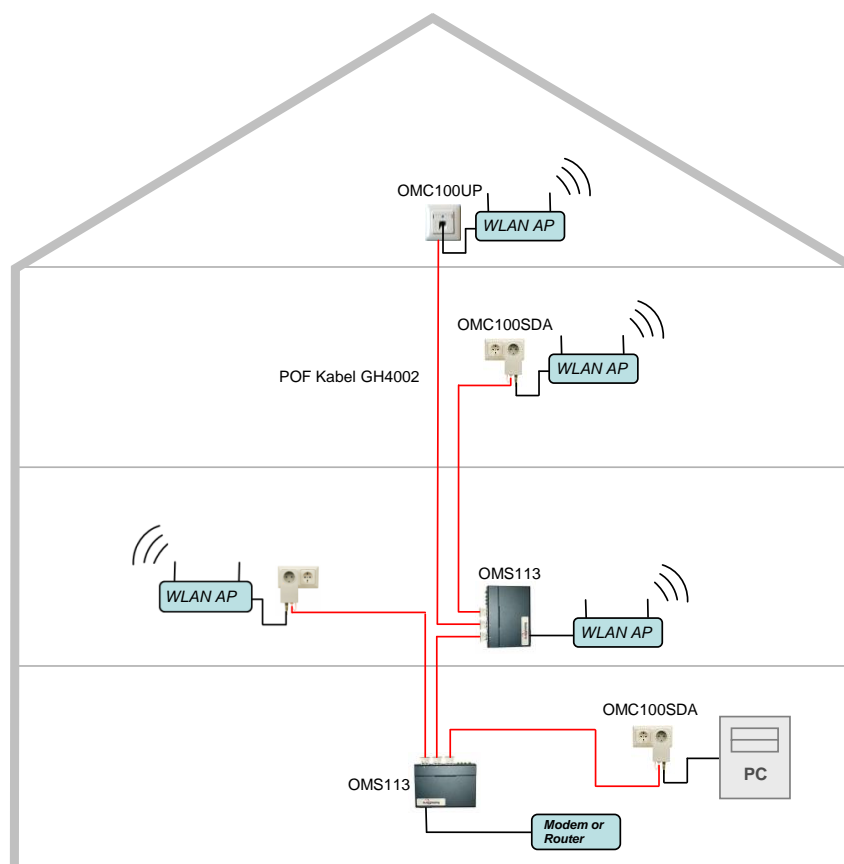 OMC100UP
WLAN AP
OMC100SDA
WLAN AP
POF Kabel GH4002
OMS113
WLAN AP
WLAN AP
OMC100SDA
PC
OMS113
Modem or
Router